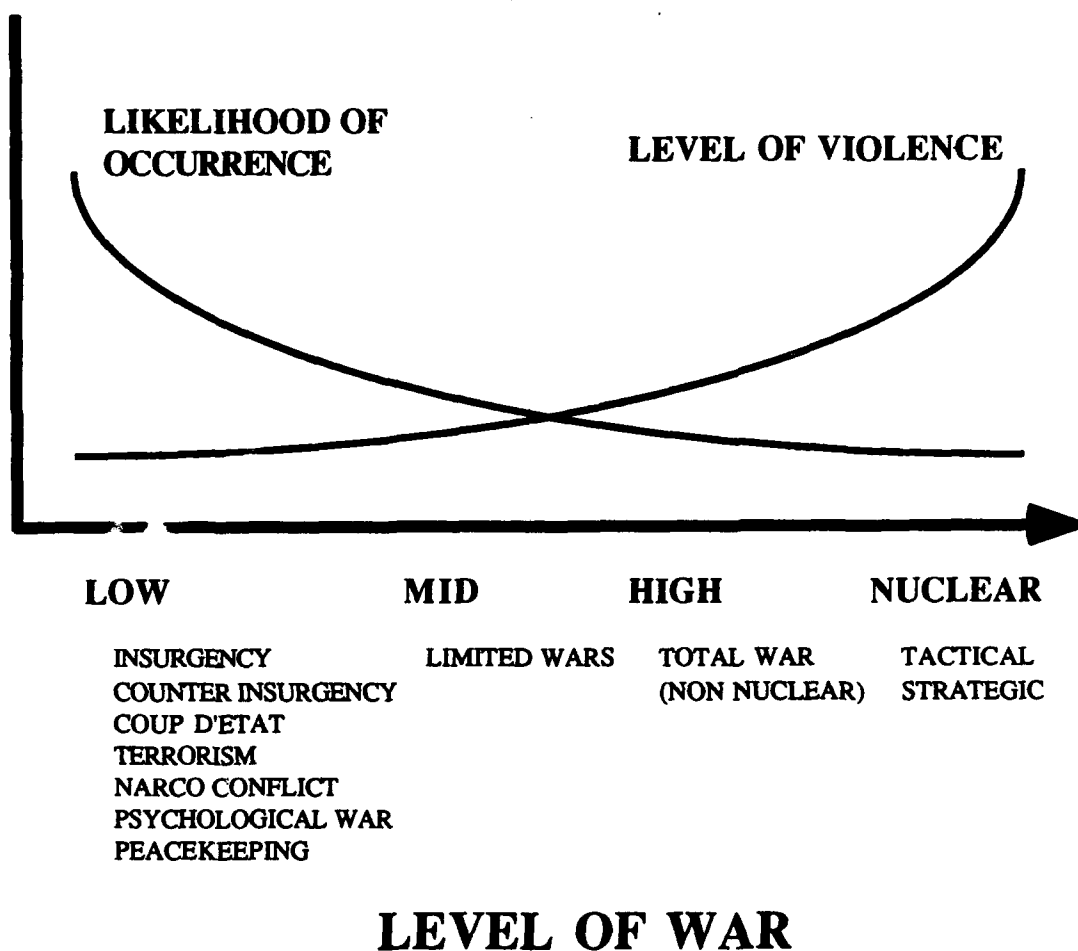 LIKELIHOOD OF
OCCURRENCE
LEVEL OF VIOLENCE
LOW
MID
HIGH
NUCLEAR
INSURGENCY
COUNTER INSURGENCY
COUP D'ETAT
TERRORISM
NARCO CONFLICT
PSYCHOLOGICAL WAR
PEACEKEEPING
LIMITED WARS
TOTAL WAR
(NON NUCLEAR)
TACTICAL
STRATEGIC
LEVEL OF WAR